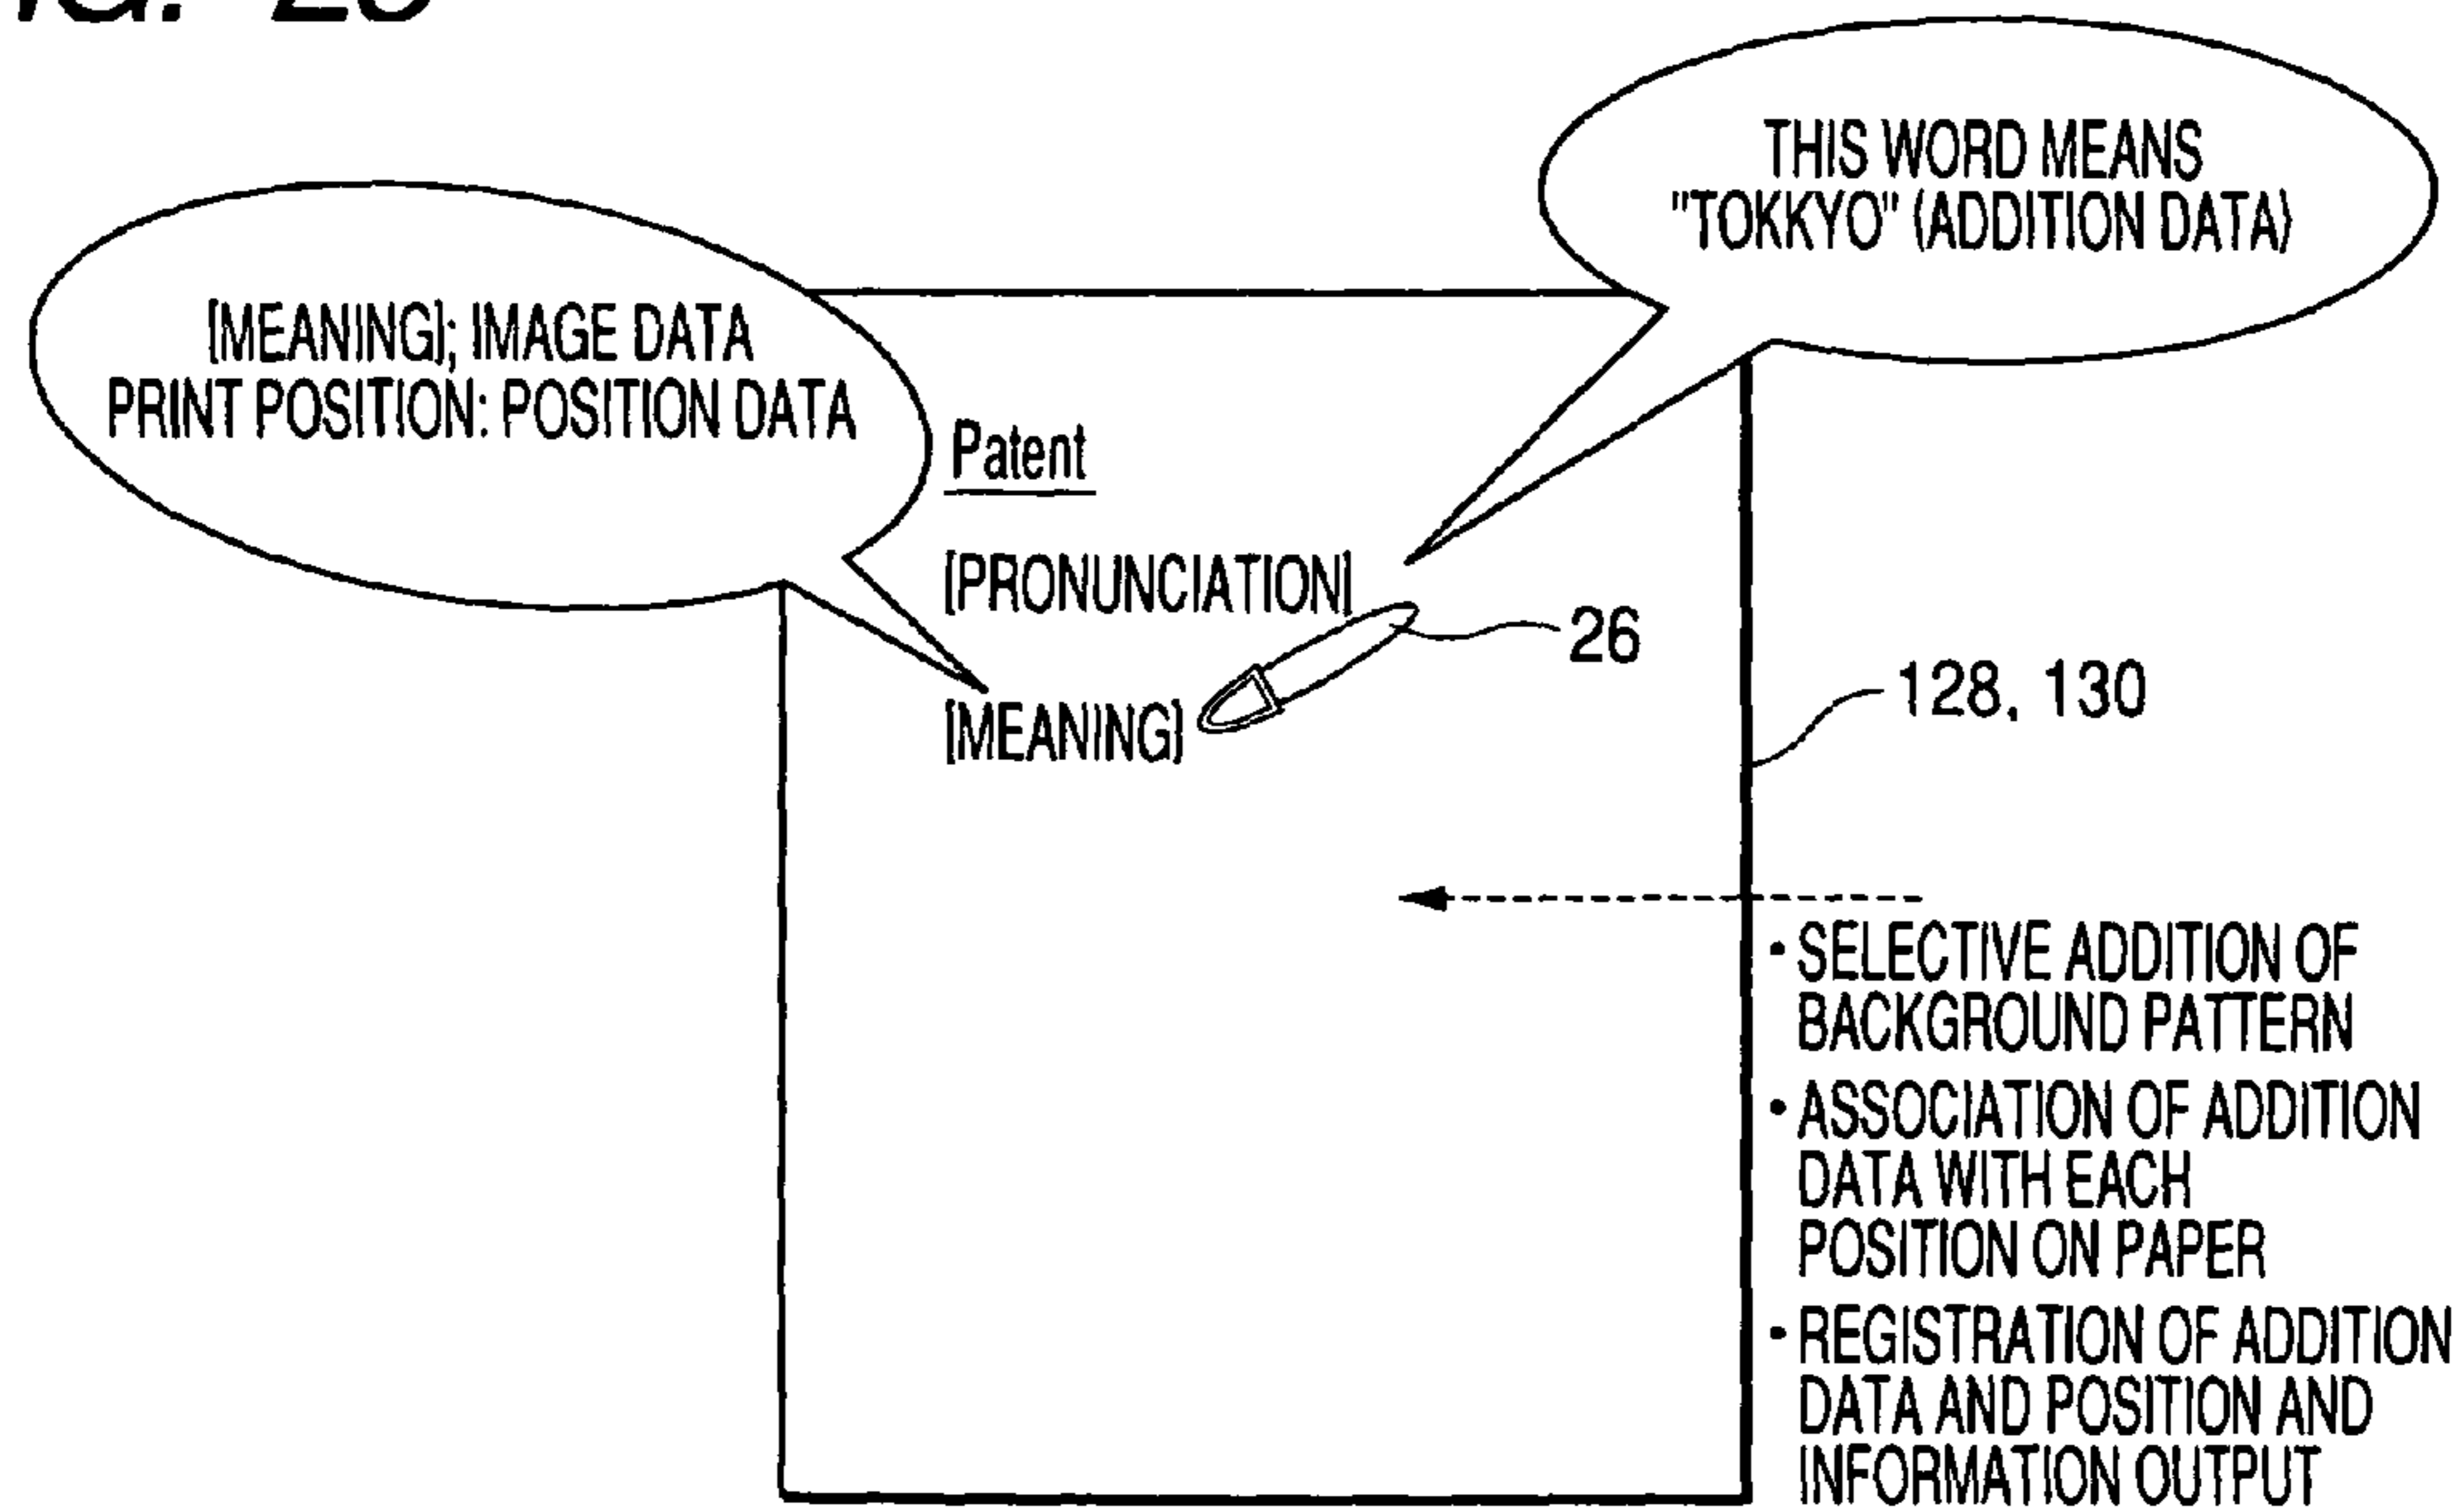 THIS WORD MEANS
"TOKKYO" (ADDITION DATA)
[MEANING]; IMAGE DATA
PRINT POSITION: POSITION DATA
Patent
[PRONUNCIATION]
26
[MEANING]
128, 130
• SELECTIVE ADDITION OF
BACKGROUND PATTERN
• ASSOCIATION OF ADDITION
DATA WITH EACH
POSITION ON PAPER
• REGISTRATION OF ADDITION
DATA AND POSITION AND
INFORMATION OUTPUT